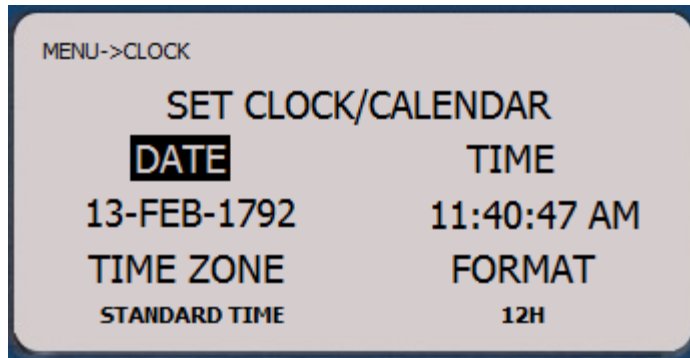 MENU->CLOCK
SET CLOCK/CALENDAR
DATE TIME
13-FEB-1792 11:40:47 AM
TIME ZONE FORMAT
STANDARD TIME 12H